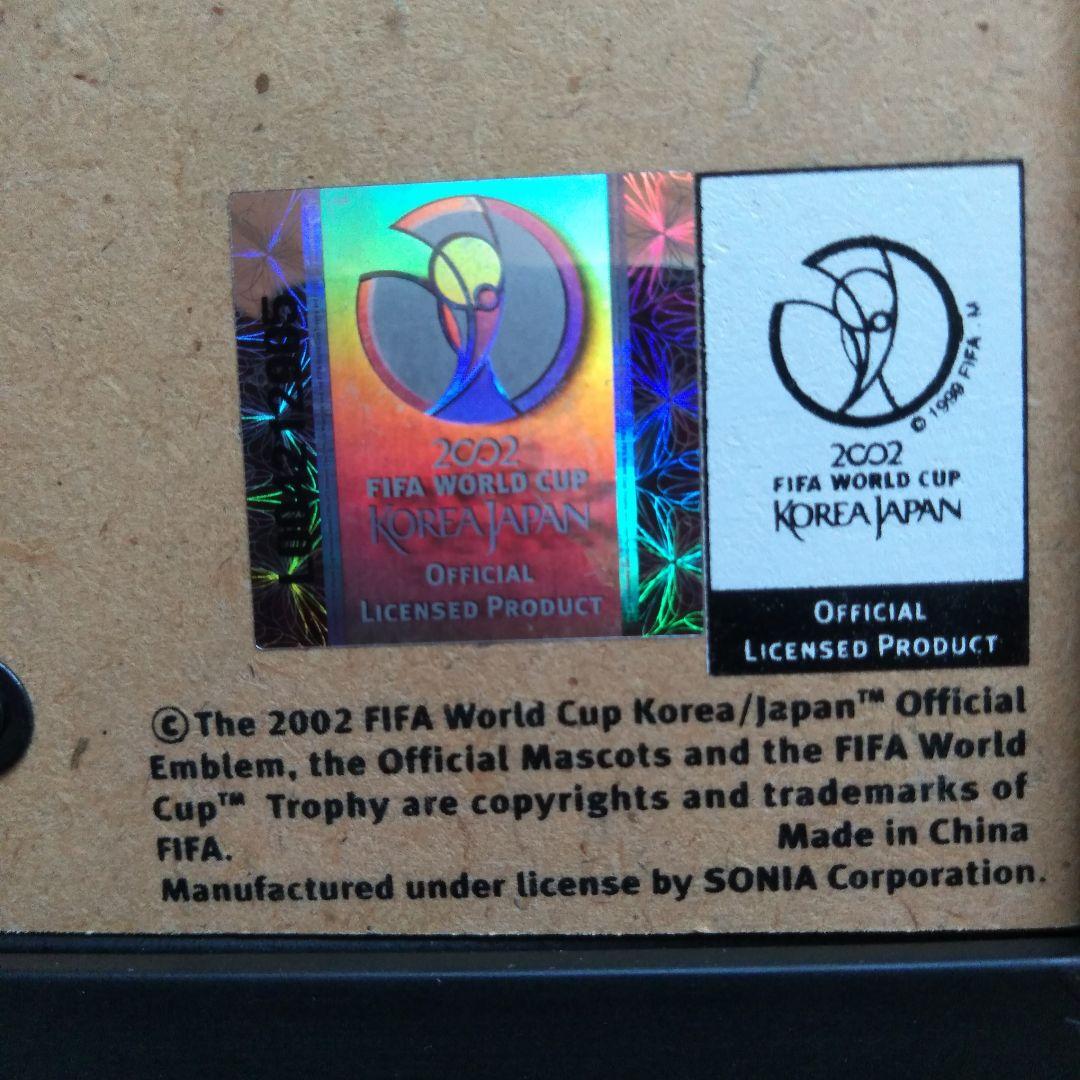 2002
FIFA WORLD CUP
KOREA JAPAN
OFFICIAL
LICENSED PRODUCT
© 1999 FIFA. M
2002
FIFA WORLD CUP
KOREA JAPAN
OFFICIAL
LICENSED PRODUCT
©The 2002 FIFA World Cup Korea/Japan™ Official
Emblem, the Official Mascots and the FIFA World
Cup™ Trophy are copyrights and trademarks of
FIFA. Made in China
Manufactured under license by SONIA Corporation.